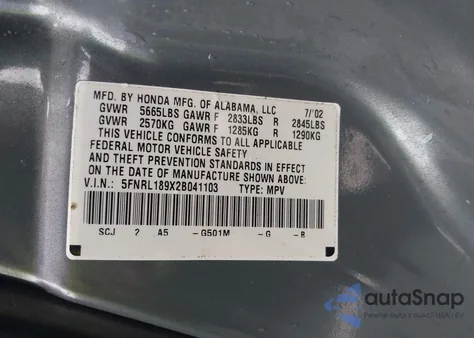 MFD. BY HONDA MFG. OF ALABAMA, LLC 7/'02
GVWR 5665LBS GAWR F 2833LBS R 2845LBS
GVWR 2570KG GAWR F 1285KG R 1290KG
THIS VEHICLE CONFORMS TO ALL APPLICABLE
FEDERAL MOTOR VEHICLE SAFETY
AND THEFT PREVENTION STANDARDS IN EFFECT
ON THE DATE OF MANUFACTURE SHOWN ABOVE.
V.I.N.: 5FNRL189X2B041103 TYPE: MPV
SCJ 2 A5 -G501M -G -B
autoSnap